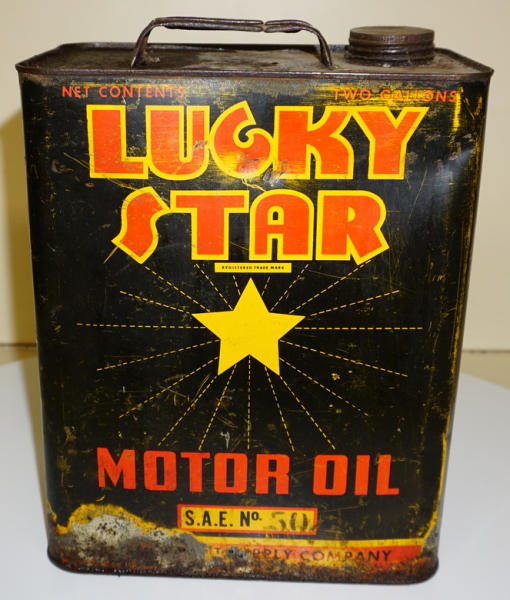 NET CONTENTS TWO GALLONS
LUCKY
STAR
REGISTERED TRADE MARK
MOTOR OIL
S.A.E. No. 50
SUPPLY COMPANY